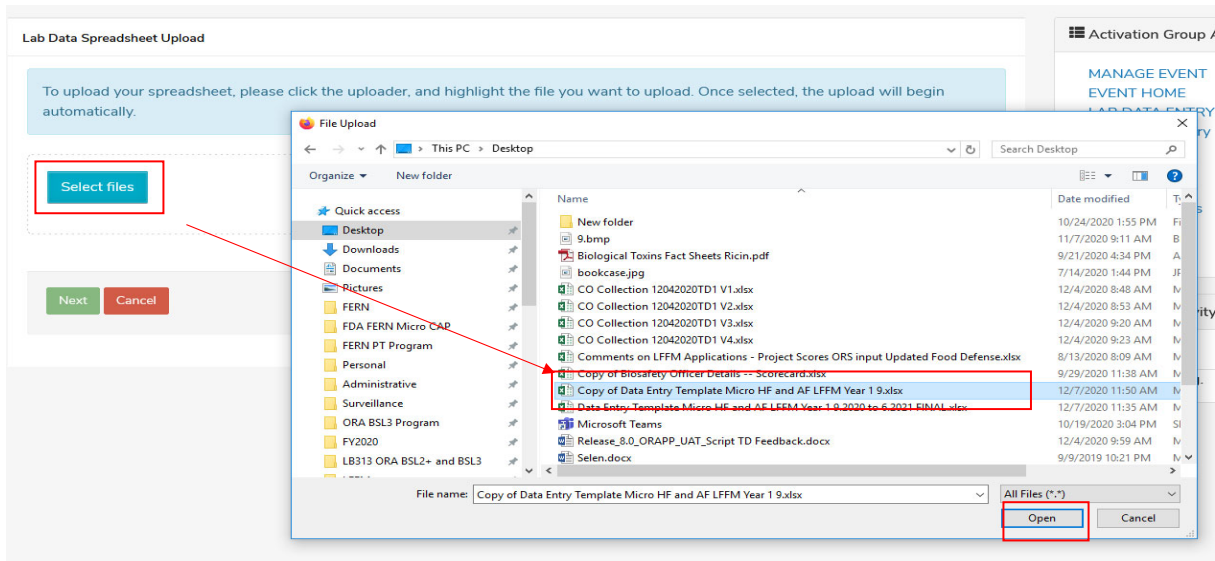 Lab Data Spreadsheet Upload
Activation Group A
To upload your spreadsheet, please click the uploader, and highlight the file you want to upload. Once selected, the upload will begin
automatically.
MANAGE EVENT
EVENT HOME
LAB DATA ENTRY
ry
s
ity
Select files
Next Cancel
File Upload
This PC > Desktop
Search Desktop
Organize New folder
Quick access
Desktop
Downloads
Documents
Pictures
FERN
FDA FERN Micro CAP
FERN PT Program
Personal
Administrative
Surveillance
ORA BSL3 Program
FY2020
LB313 ORA BSL2+ and BSL3
Name Date modified Ty
New folder 10/24/2020 1:55 PM Fi
9.bmp 11/7/2020 9:11 AM B
Biological Toxins Fact Sheets Ricin.pdf 9/21/2020 4:34 PM A
bookcase.jpg 7/14/2020 1:44 PM JF
CO Collection 12042020TD1 V1.xlsx 12/4/2020 8:48 AM M
CO Collection 12042020TD1 V2.xlsx 12/4/2020 8:53 AM M
CO Collection 12042020TD1 V3.xlsx 12/4/2020 9:20 AM M
CO Collection 12042020TD1 V4.xlsx 12/4/2020 9:23 AM M
Comments on LFFM Applications - Project Scores ORS input Updated Food Defense.xlsx 8/13/2020 8:09 AM M
Copy of Biosafety Officer Details -- Scorecard.xlsx 9/29/2020 11:38 AM M
Copy of Data Entry Template Micro HF and AF LFFM Year 1 9.xlsx 12/7/2020 11:50 AM M
Data Entry Template Micro HF and AF LFFM Year 1 9.2020 to 6.2021 FINAL.xlsx 12/7/2020 11:35 AM M
Microsoft Teams 10/19/2020 3:04 PM Sl
Release_8.0_ORAPP_UAT_Script TD Feedback.docx 12/4/2020 9:59 AM M
Selen.docx 9/9/2019 10:21 PM M
File name: Copy of Data Entry Template Micro HF and AF LFFM Year 1 9.xlsx All Files (*.*)
Open Cancel